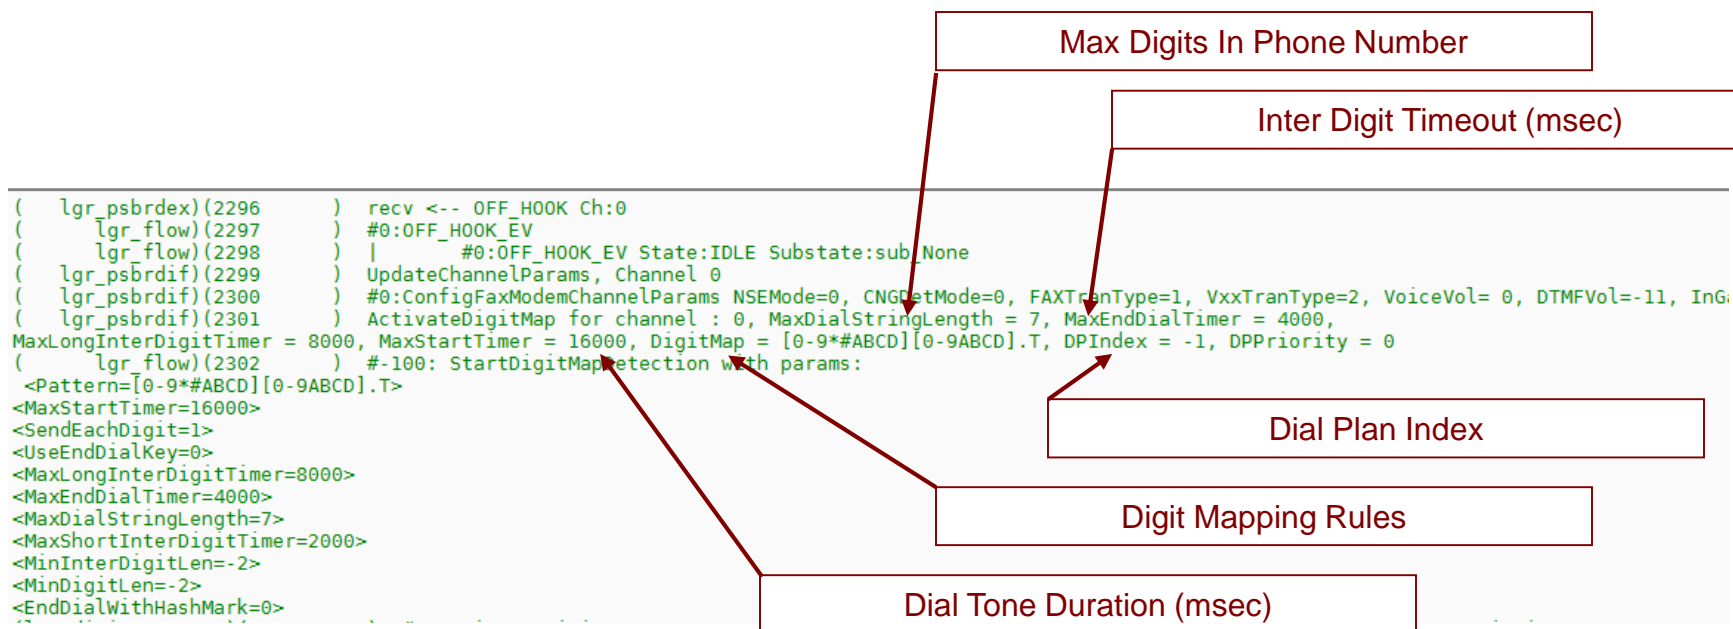 Max Digits In Phone Number
Inter Digit Timeout (msec)
( lgr_psbrdex)(2296 ) recv <-- OFF_HOOK Ch:0
( lgr_flow)(2297 ) #0:OFF_HOOK_EV
( lgr_flow)(2298 ) | #0:OFF_HOOK_EV State:IDLE Substate:sub_None
( lgr_psbrdif)(2299 ) UpdateChannelParams, Channel 0
( lgr_psbrdif)(2300 ) #0:ConfigFaxModemChannelParams NSEMode=0, CNGDetMode=0, FAXTranType=1, VxxTranType=2, VoiceVol= 0, DTMFVol=-11,
( lgr_psbrdif)(2301 ) ActivateDigitMap for channel : 0, MaxDialStringLength = 7, MaxEndDialTimer = 4000,
MaxLongInterDigitTimer = 8000, MaxStartTimer = 16000, DigitMap = [0-9*#ABCD][0-9ABCD].T, DPIndex = -1, DPPriority = 0
( lgr_flow)(2302 ) #-100: StartDigitMapDetection with params:
<Pattern=[0-9*#ABCD][0-9ABCD].T>
<MaxStartTimer=16000>
<SendEachDigit=1>
<UseEndDialKey=0>
<MaxLongInterDigitTimer=8000>
<MaxEndDialTimer=4000>
<MaxDialStringLength=7>
<MaxShortInterDigitTimer=2000>
<MinInterDigitLen=-2>
<MinDigitLen=-2>
<EndDialWithHashMark=0>
Dial Plan Index
Digit Mapping Rules
Dial Tone Duration (msec)